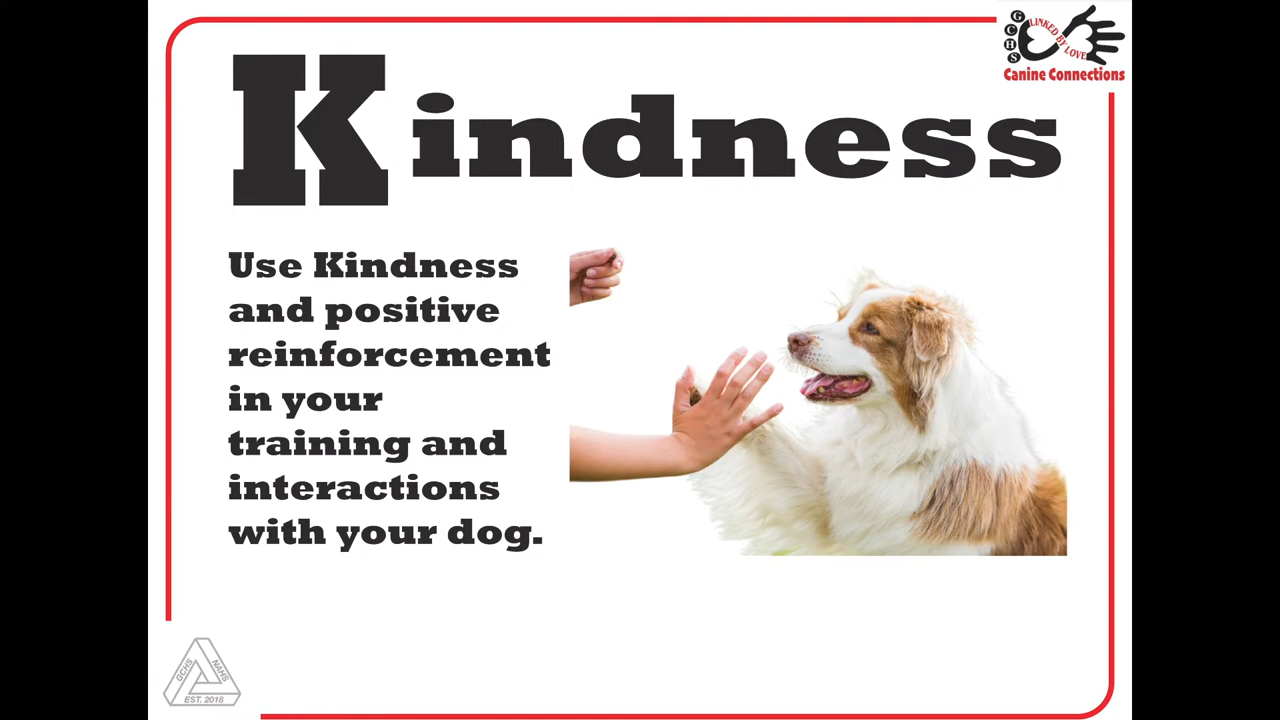 GCHS
LINKED BY LOVE
Canine Connections
Kindness
Use Kindness
and positive
reinforcement
in your
training and
interactions
with your dog.
GCHS
NAHS
EST. 2016